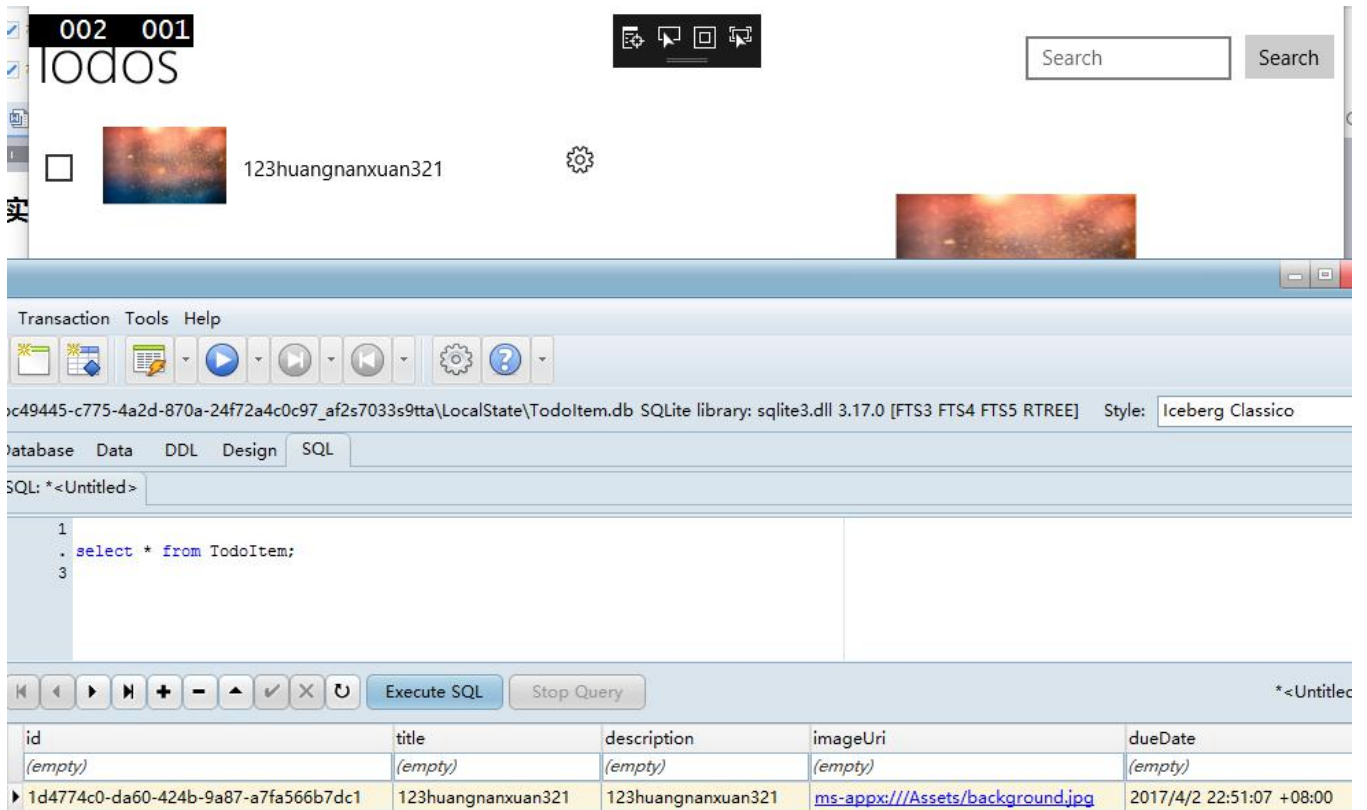 002 001
Todos
Search Search
123huangnanxuan321
实
Transaction Tools Help
c49445-c775-4a2d-870a-24f72a4c0c97_af2s7033s9tta\LocalState\TodoItem.db SQLite library: sqlite3.dll 3.17.0 [FTS3 FTS4 FTS5 RTREE] Style: Iceberg Classico
Database Data DDL Design SQL
SQL: *<Untitled>
1
. select * from TodoItem;
3
Execute SQL Stop Query *<Untitled
id title description imageUri dueDate
(empty) (empty) (empty) (empty) (empty)
1d4774c0-da60-424b-9a87-a7fa566b7dc1 123huangnanxuan321 123huangnanxuan321 ms-appx:///Assets/background.jpg 2017/4/2 22:51:07 +08:00